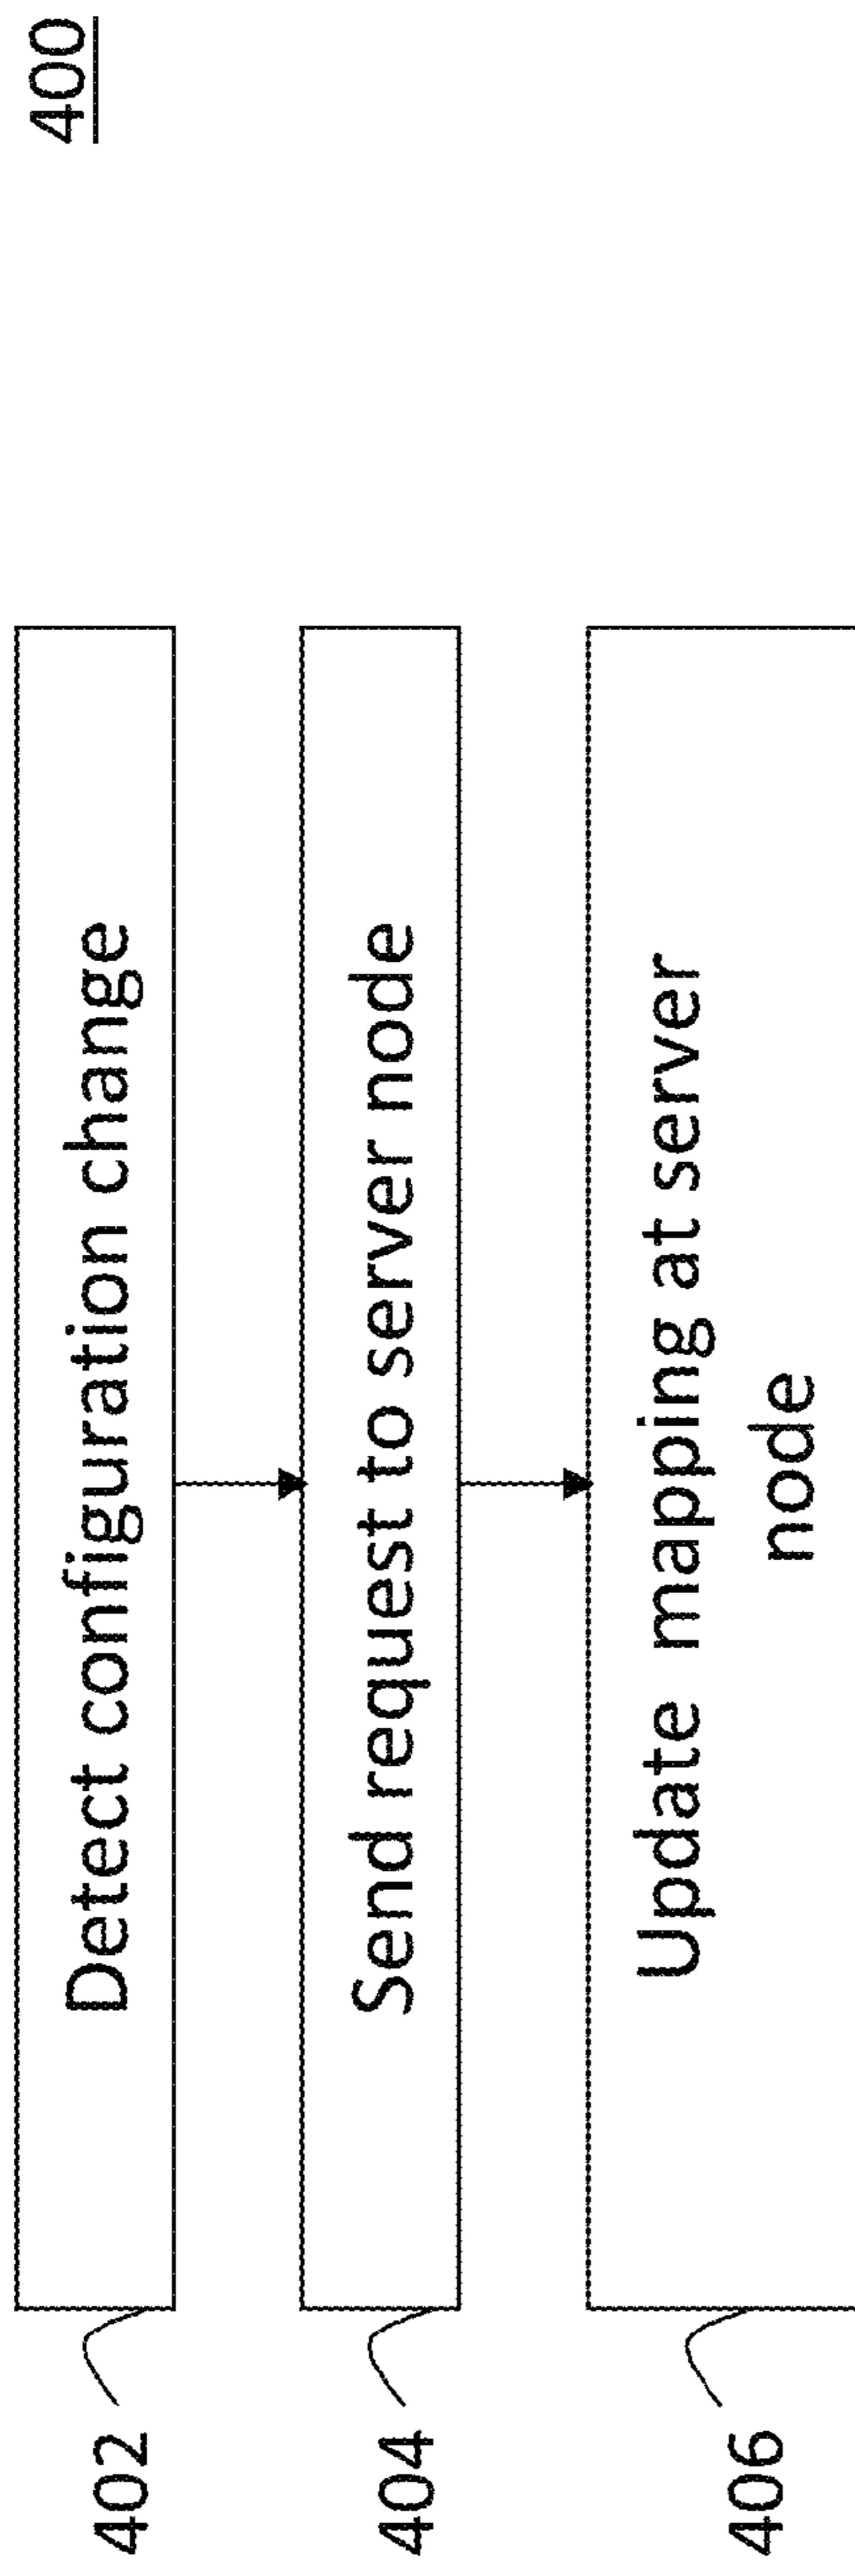 400
402
Detect configuration change
404
Send request to server node
406
Update mapping at server
node